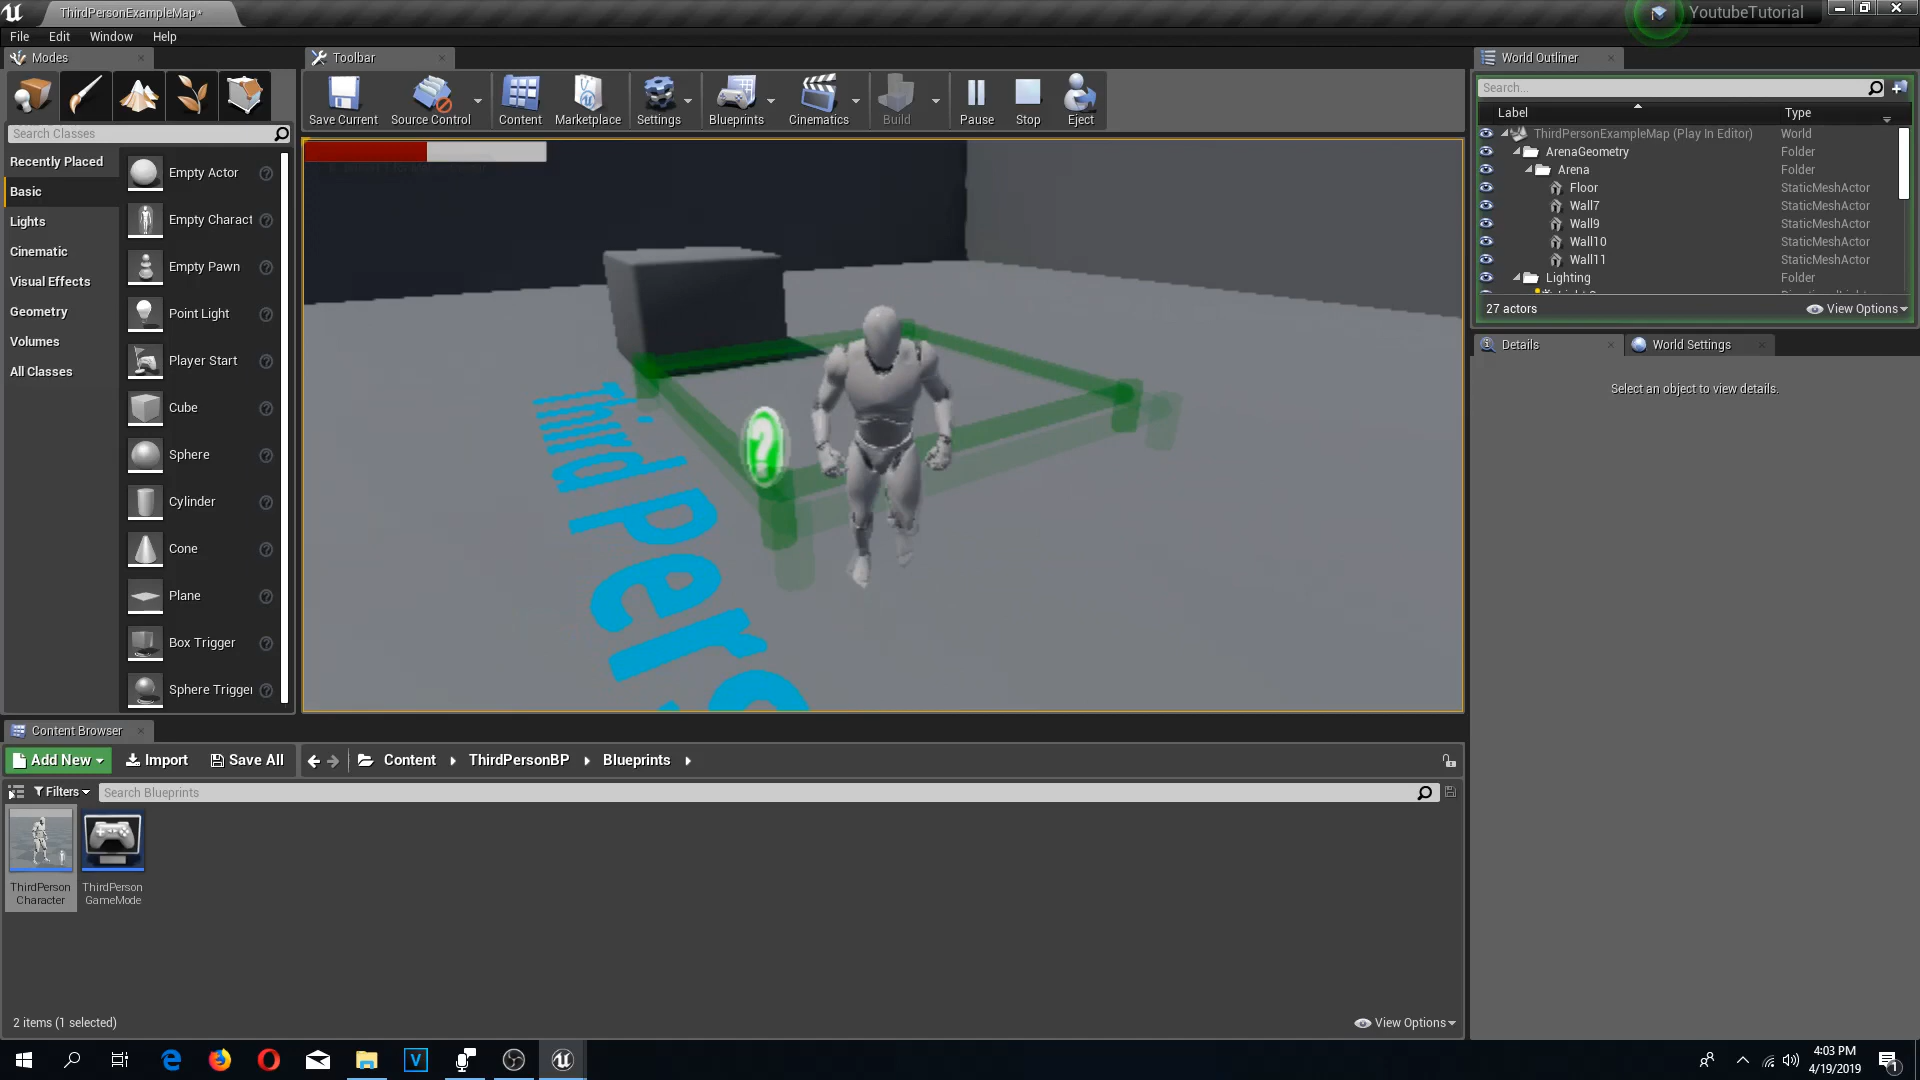 ThirdPersonExampleMap*
YoutubeTutorial
File Edit Window Help
Modes
Toolbar
World Outliner
Save Current
Source Control
Content
Marketplace
Settings
Blueprints
Cinematics
Build
Pause
Stop
Eject
Search Classes
Recently Placed
Basic
Lights
Cinematic
Visual Effects
Geometry
Volumes
All Classes
Empty Actor
Empty Charact
Empty Pawn
Point Light
Player Start
Cube
Sphere
Cylinder
Cone
Plane
Box Trigger
Sphere Trigger
?
Third Perso
Search...
Label Type
ThirdPersonExampleMap (Play In Editor) World
ArenaGeometry Folder
Arena Folder
Floor StaticMeshActor
Wall7 StaticMeshActor
Wall9 StaticMeshActor
Wall10 StaticMeshActor
Wall11 StaticMeshActor
Lighting Folder
27 actors View Options
Details
World Settings
Select an object to view details.
Content Browser
Add New Import Save All Content ThirdPersonBP Blueprints
Filters Search Blueprints
ThirdPerson
Character
ThirdPerson
GameMode
2 items (1 selected) View Options
4:03 PM
4/19/2019
1